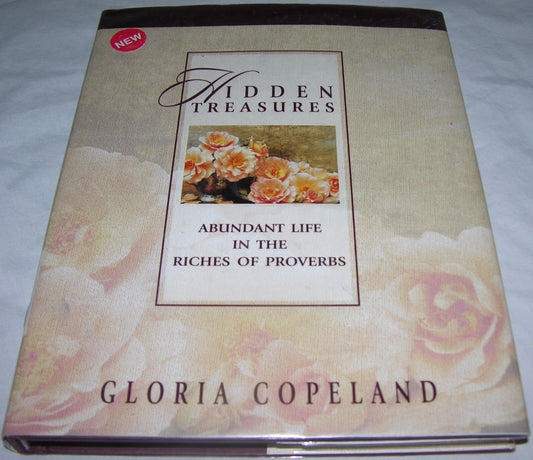 NEW
HIDDEN
TREASURES
ABUNDANT LIFE
IN THE
RICHES OF PROVERBS
GLORIA COPELAND